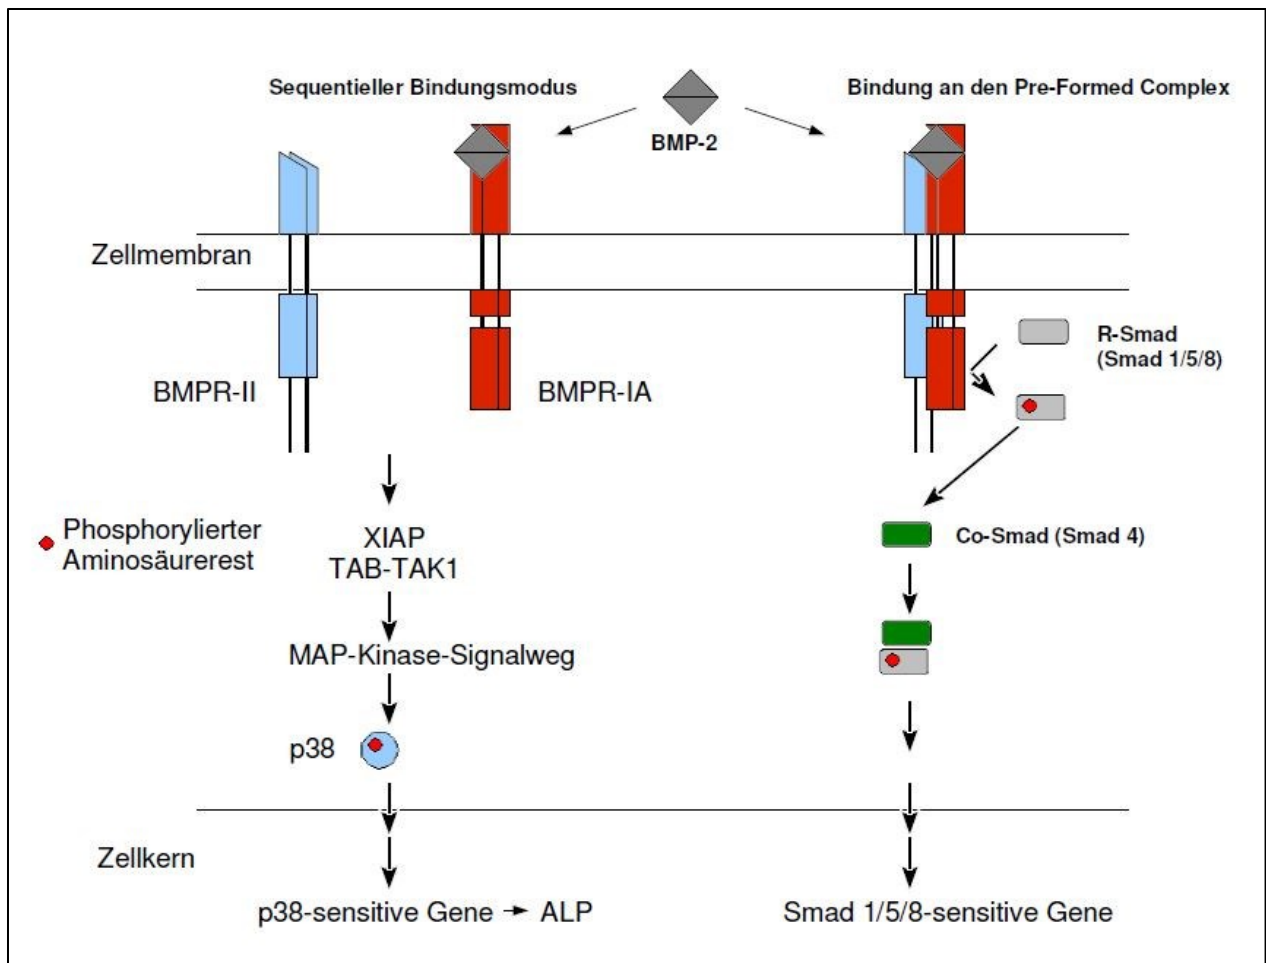 Sequentieller Bindungsmodus
BMP-2
Bindung an den Pre-Formed Complex
Zellmembran
BMPR-II
BMPR-IA
R-Smad
(Smad 1/5/8)
Phosphorylierter
Aminosäurerest
XIAP
TAB-TAK1
Co-Smad (Smad 4)
MAP-Kinase-Signalweg
p38
Zellkern
p38-sensitive Gene → ALP
Smad 1/5/8-sensitive Gene